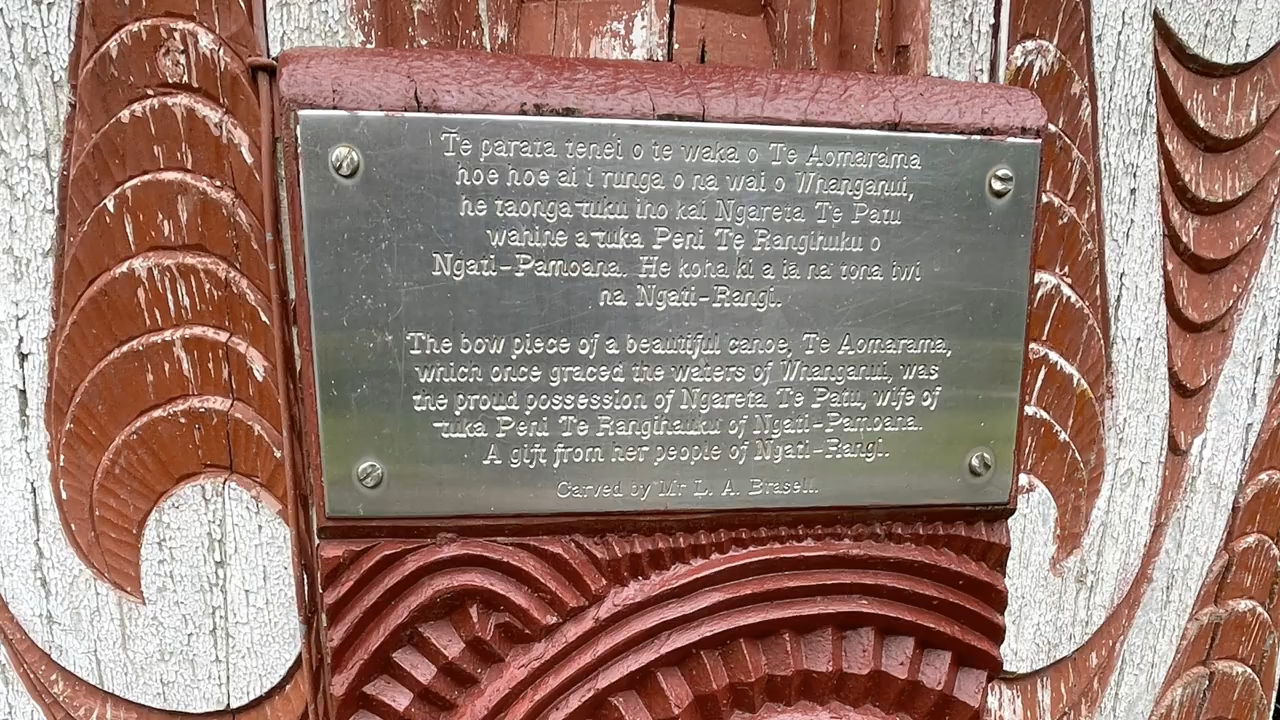 Te parata tenei o te waka o Te Aomarama
hoe hoe ai i runga o na wai o Whanganui,
he taonga tuku iho kai Ngareta Te Patu
wahine a tuka Peni Te Rangihuku o
Ngati-Pamoana. He koha ki a ia na tona iwi
na Ngati-Rangi.
The bow piece of a beautiful canoe, Te Aomarama,
which once graced the waters of Whanganui, was
the proud possession of Ngareta Te Patu, wife of
tuka Peni Te Rangihauku of Ngati-Pamoana.
A gift from her people of Ngati-Rangi.
Carved by Mr L. A. Brasell.